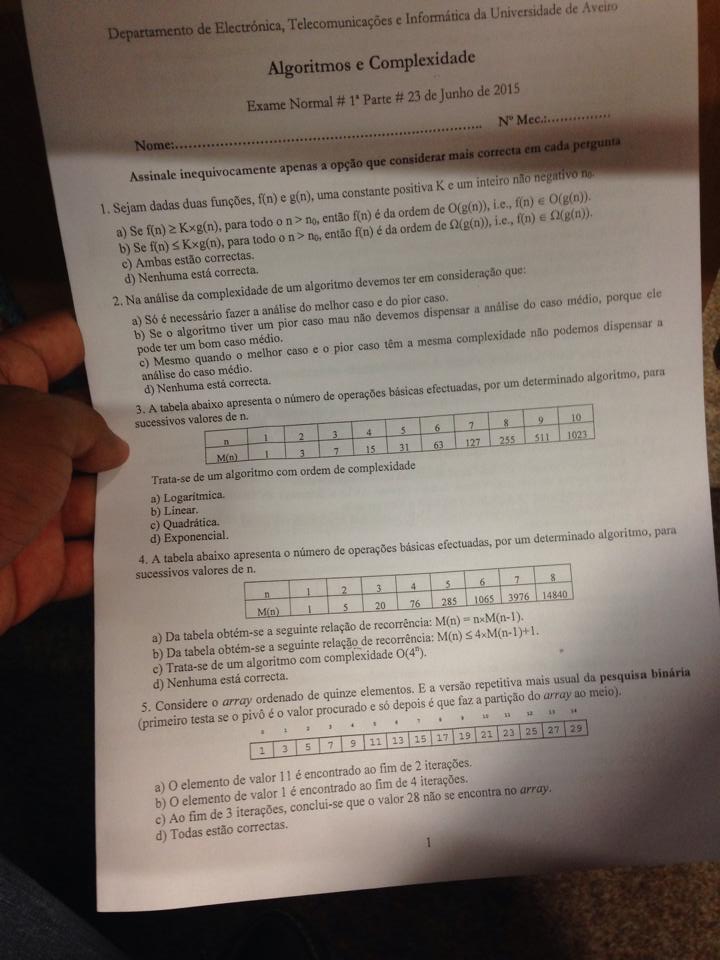 Departamento de Electrónica, Telecomunicações e Informática da Universidade de Aveiro
Algoritmos e Complexidade
Exame Normal # 1ª Parte # 23 de Junho de 2015
Nome:............................................................................ Nº Mec.:...............
Assinale inequivocamente apenas a opção que considerar mais correcta em cada pergunta
1. Sejam dadas duas funções, f(n) e g(n), uma constante positiva K e um inteiro não negativo n₀.
a) Se f(n) ≥ K×g(n), para todo o n > n₀, então f(n) é da ordem de O(g(n)), i.e., f(n) ∈ O(g(n)).
b) Se f(n) ≤ K×g(n), para todo o n > n₀, então f(n) é da ordem de Ω(g(n)), i.e., f(n) ∈ Ω(g(n)).
c) Ambas estão correctas.
d) Nenhuma está correcta.
2. Na análise da complexidade de um algoritmo devemos ter em consideração que:
a) Só é necessário fazer a análise do melhor caso e do pior caso.
b) Se o algoritmo tiver um pior caso mau não devemos dispensar a análise do caso médio, porque ele
pode ter um bom caso médio.
c) Mesmo quando o melhor caso e o pior caso têm a mesma complexidade não podemos dispensar a
análise do caso médio.
d) Nenhuma está correcta.
3. A tabela abaixo apresenta o número de operações básicas efectuadas, por um determinado algoritmo, para
sucessivos valores de n.
n 1 2 3 4 5 6 7 8 9 10
M(n) 1 3 7 15 31 63 127 255 511 1023
Trata-se de um algoritmo com ordem de complexidade
a) Logarítmica.
b) Linear.
c) Quadrática.
d) Exponencial.
4. A tabela abaixo apresenta o número de operações básicas efectuadas, por um determinado algoritmo, para
sucessivos valores de n.
n 1 2 3 4 5 6 7 8
M(n) 1 5 20 76 285 1065 3976 14840
a) Da tabela obtém-se a seguinte relação de recorrência: M(n) = n×M(n-1).
b) Da tabela obtém-se a seguinte relação de recorrência: M(n) ≤ 4×M(n-1)+1.
c) Trata-se de um algoritmo com complexidade O(4ⁿ).
d) Nenhuma está correcta.
5. Considere o array ordenado de quinze elementos. E a versão repetitiva mais usual da pesquisa binária
(primeiro testa se o pivô é o valor procurado e só depois é que faz a partição do array ao meio).
0 1 2 3 4 5 6 7 8 9 10 11 12 13 14
1 3 5 7 9 11 13 15 17 19 21 23 25 27 29
a) O elemento de valor 11 é encontrado ao fim de 2 iterações.
b) O elemento de valor 1 é encontrado ao fim de 4 iterações.
c) Ao fim de 3 iterações, conclui-se que o valor 28 não se encontra no array.
d) Todas estão correctas.
1